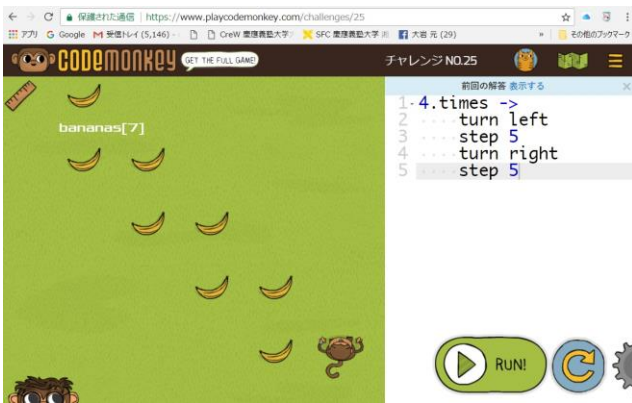 保護された通信 | https://www.playcodemonkey.com/challenges/25
アプリ G Google M 受信トレイ (5,146) - CreW 慶應義塾大学 SFC 慶應義塾大学 大岩 元 (29) » その他のブックマーク
CODEMONKEY GET THE FULL GAME! チャレンジ NO.25
前回の解答 表示する ×
bananas[7]
1 4.times ->
2 turn left
3 step 5
4 turn right
5 step 5
RUN!